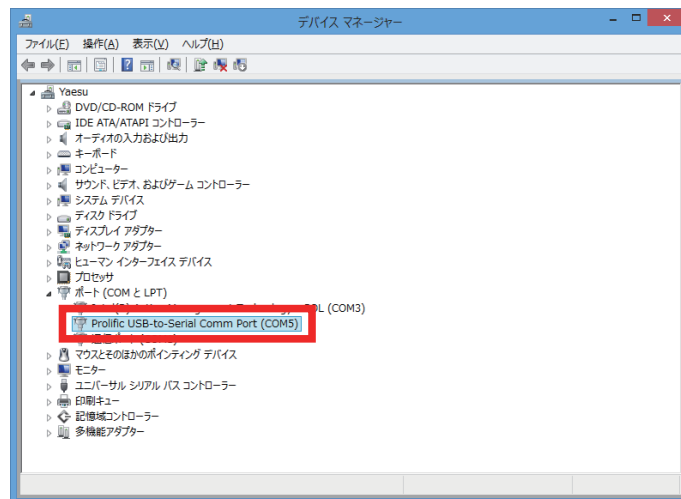 デバイス マネージャー
ファイル(F) 操作(A) 表示(V) ヘルプ(H)
Yaesu
DVD/CD-ROM ドライブ
IDE ATA/ATAPI コントローラー
オーディオの入力および出力
キーボード
コンピューター
サウンド、ビデオ、およびゲーム コントローラー
システム デバイス
ディスク ドライブ
ディスプレイ アダプター
ネットワーク アダプター
ヒューマン インターフェイス デバイス
プロセッサ
ポート (COM と LPT)
(COM3)
Prolific USB-to-Serial Comm Port (COM5)
マウスとそのほかのポインティング デバイス
モニター
ユニバーサル シリアル バス コントローラー
印刷キュー
記憶域コントローラー
多機能アダプター